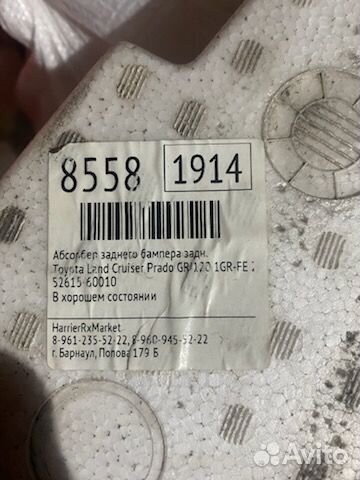 8558 1914
Абсорбер заднего бампера задн.
Toyota Land Cruiser Prado GRJ120 1GR-FE
52615-60010
В хорошем состоянии
HarrierRxMarket
8-961-235-52-22, 8-960-945-52-22
г. Барнаул, Попова 179 Б
Avito